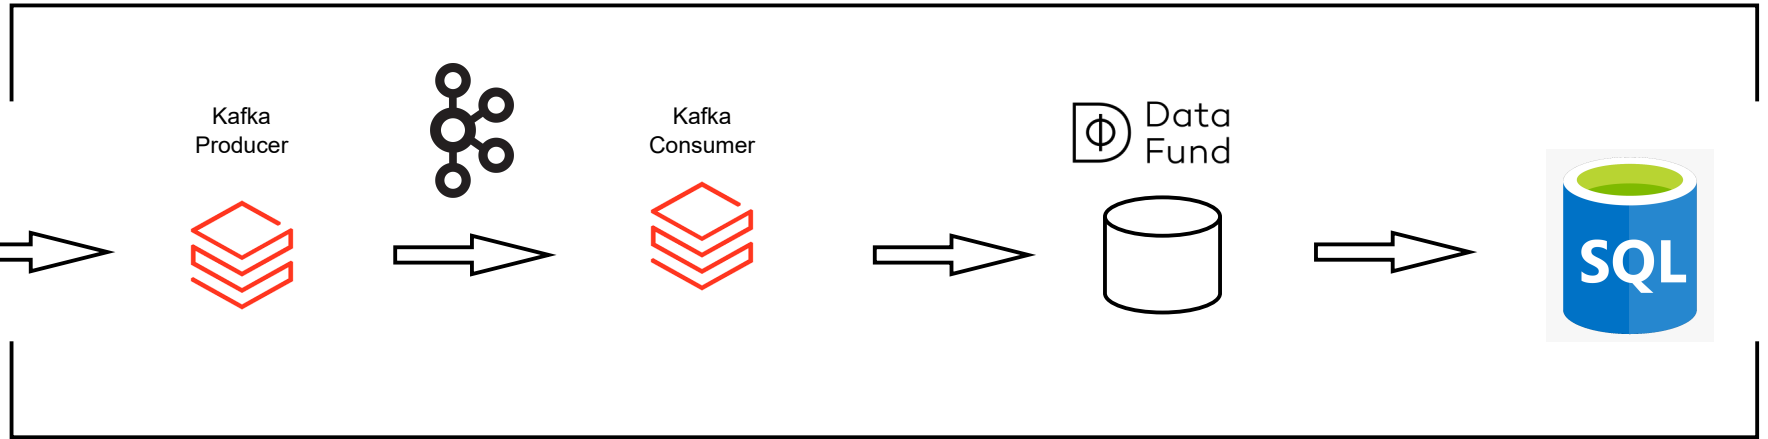 Kafka
Producer
Kafka
Consumer
Data
Fund
SQL